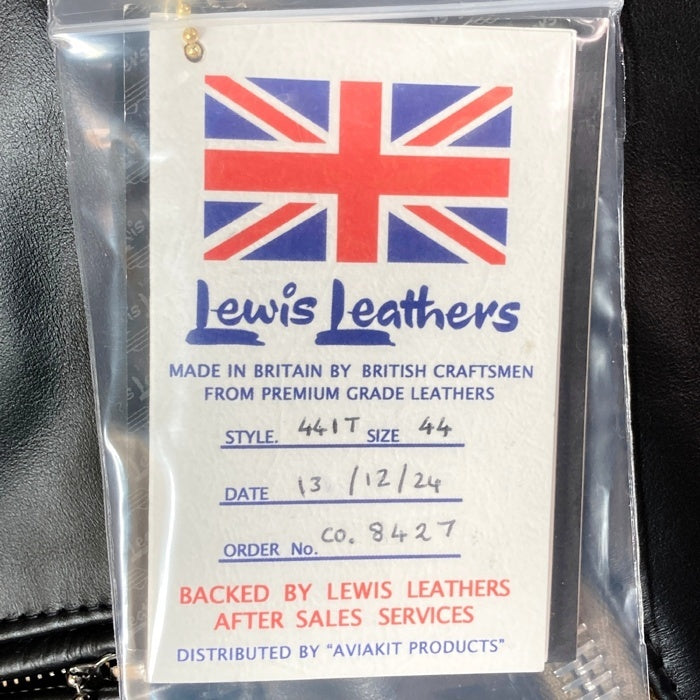 Lewis Leathers
MADE IN BRITAIN BY BRITISH CRAFTSMEN
FROM PREMIUM GRADE LEATHERS
STYLE. 441T SIZE 44
DATE 13/12/24
ORDER No. CO. 8427
BACKED BY LEWIS LEATHERS
AFTER SALES SERVICES
DISTRIBUTED BY "AVIAKIT PRODUCTS"